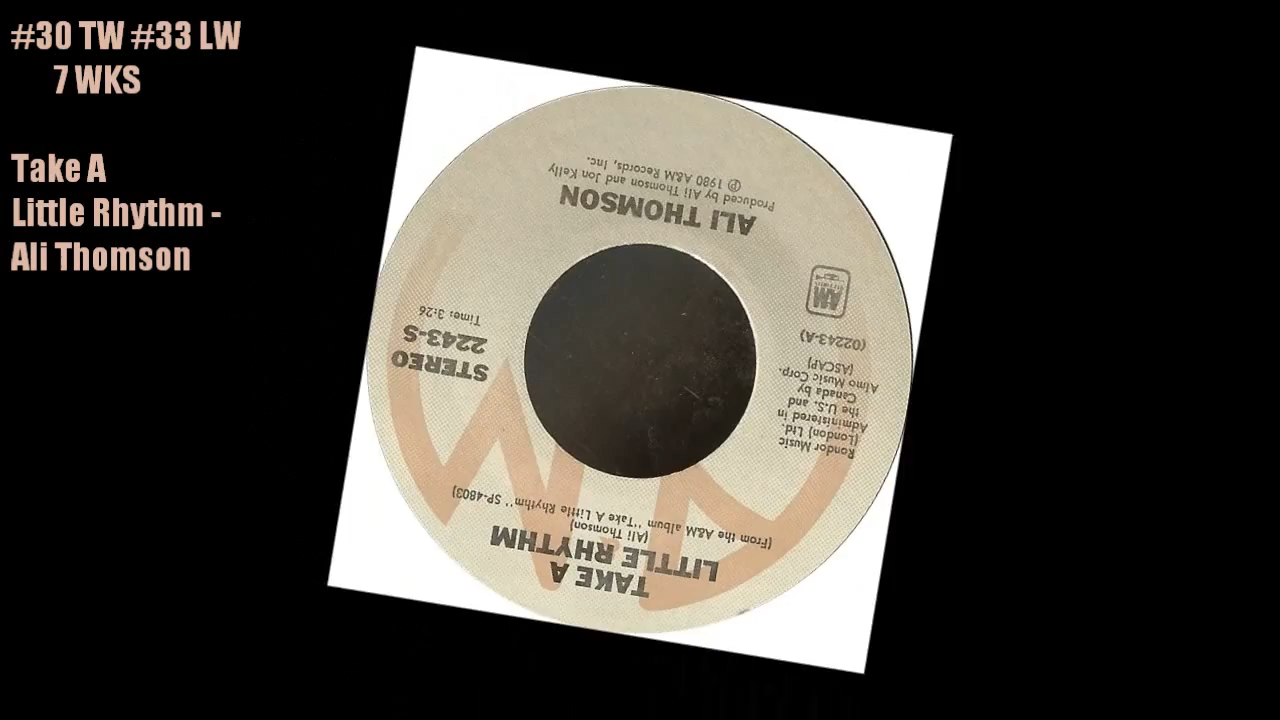 #30 TW #33 LW
7 WKS
Take A
Little Rhythm -
Ali Thomson
TAKE A
LITTLE RHYTHM
(Ali Thomson)
(From the A&M album "Take A Little Rhythm" SP-4803)
Rondor Music
(London) Ltd.
Administered in
the U.S. and
Canada by
Almo Music Corp.
(ASCAP)
(02243-A)
AM
STEREO
2243-S
Time: 3:26
ALI THOMSON
Produced by Ali Thomson and Jon Kelly
Ⓟ 1980 A&M Records, Inc.